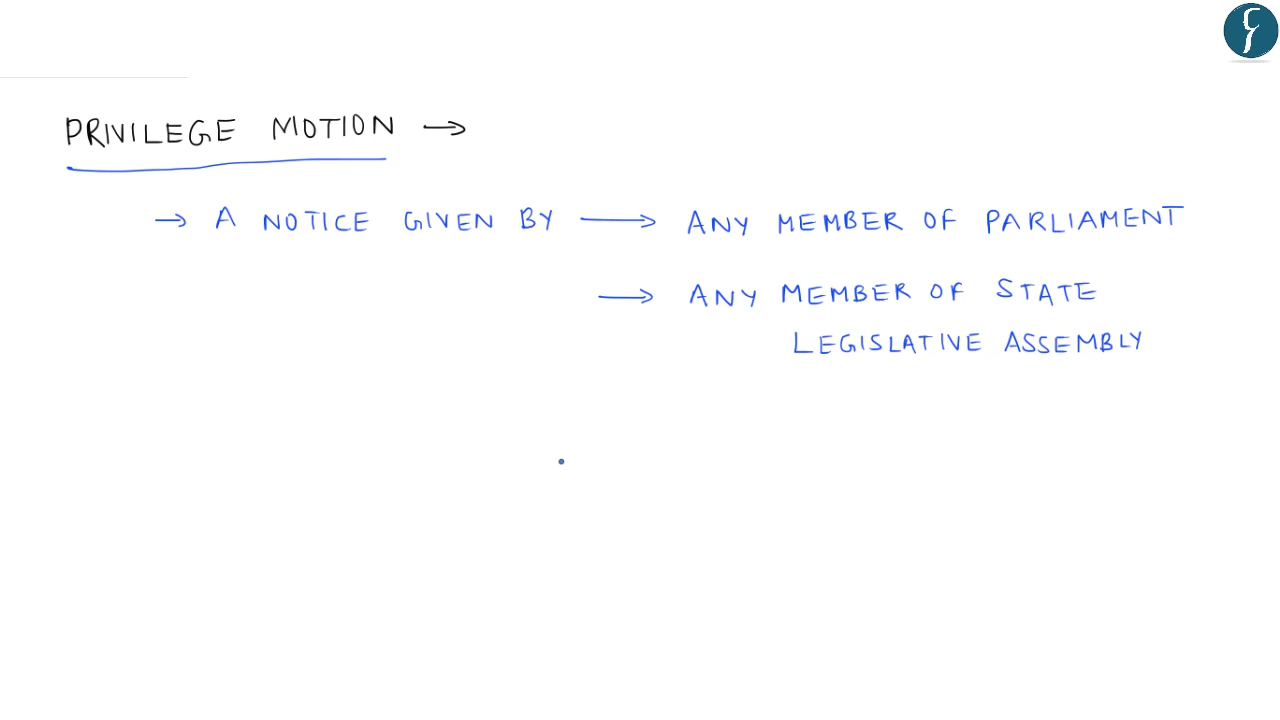 PRIVILEGE MOTION →
→ A NOTICE GIVEN BY → ANY MEMBER OF PARLIAMENT
→ ANY MEMBER OF STATE
LEGISLATIVE ASSEMBLY